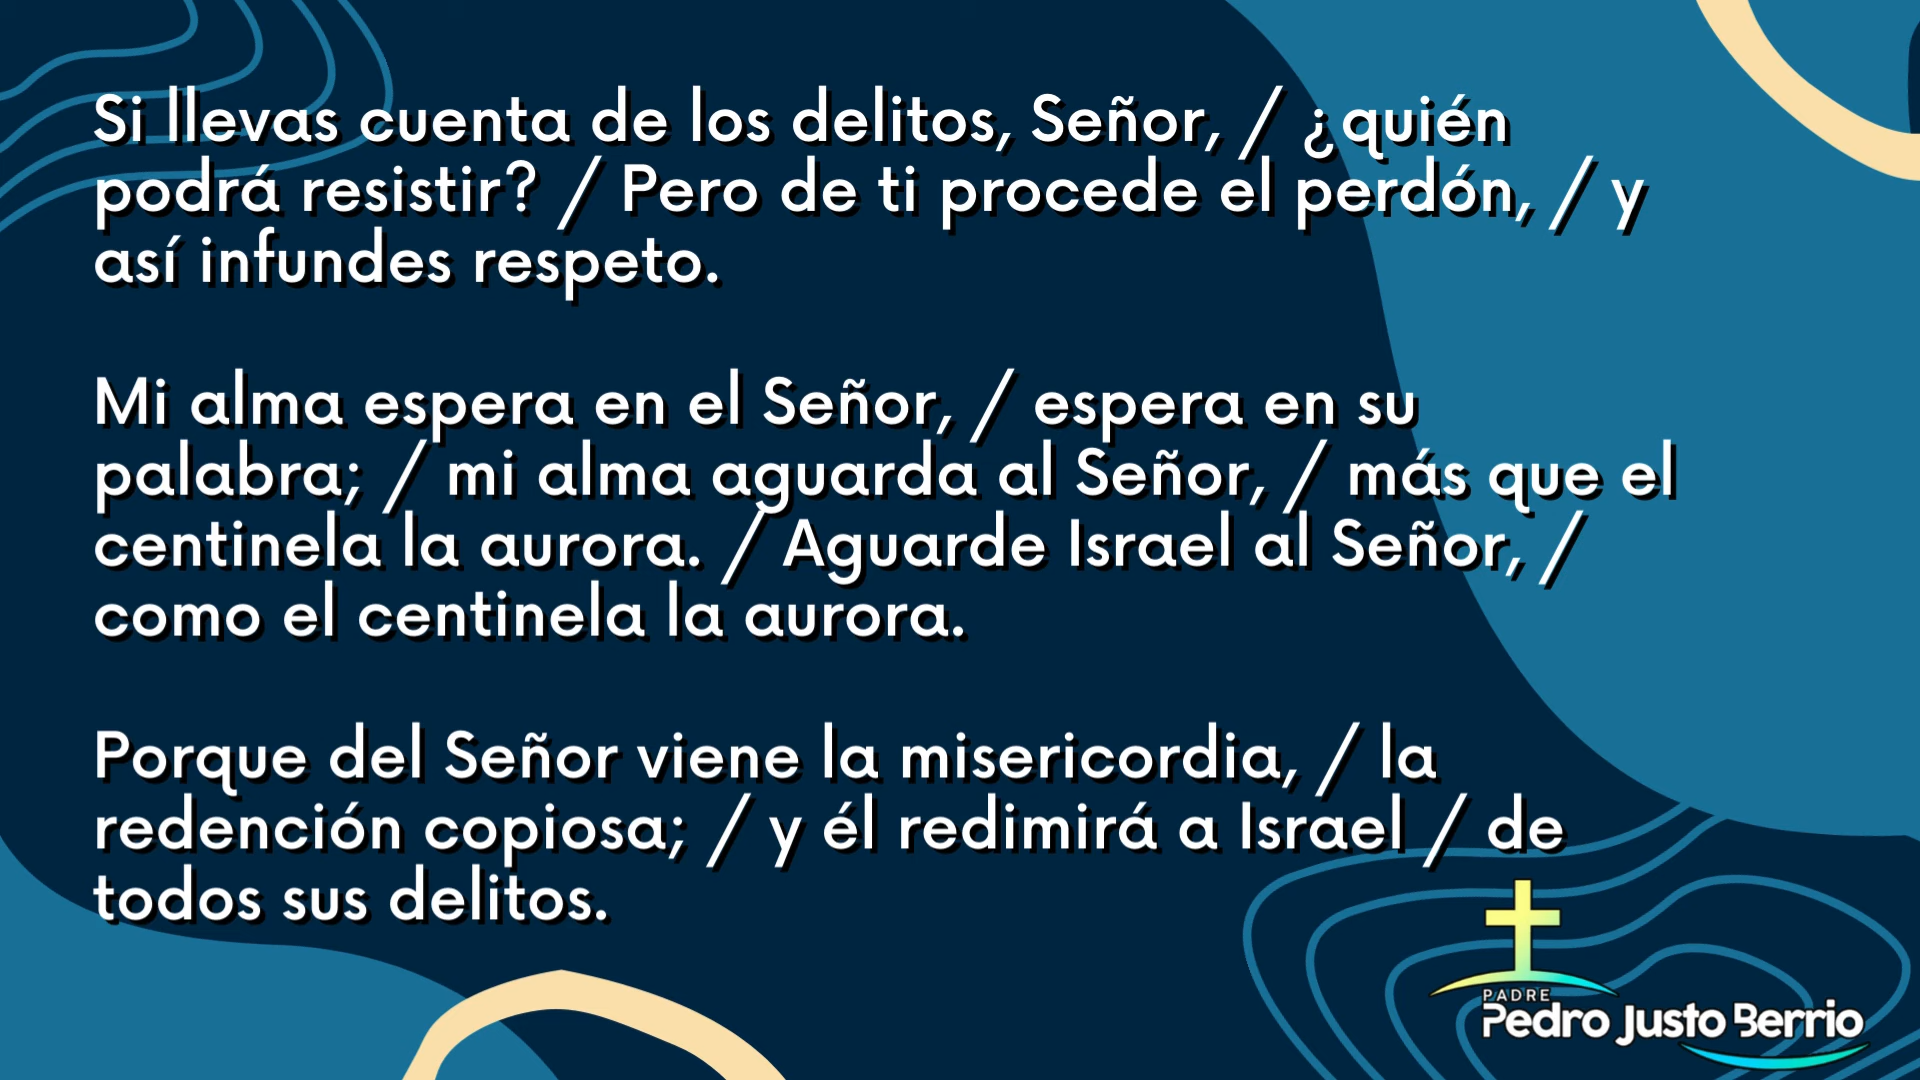 Si llevas cuenta de los delitos, Señor, / ¿quién
podrá resistir? / Pero de ti procede el perdón, / y
así infundes respeto.
Mi alma espera en el Señor, / espera en su
palabra; / mi alma aguarda al Señor, / más que el
centinela la aurora. / Aguarde Israel al Señor, /
como el centinela la aurora.
Porque del Señor viene la misericordia, / la
redención copiosa; / y él redimirá a Israel / de
todos sus delitos.
PADRE
Pedro Justo Berrio